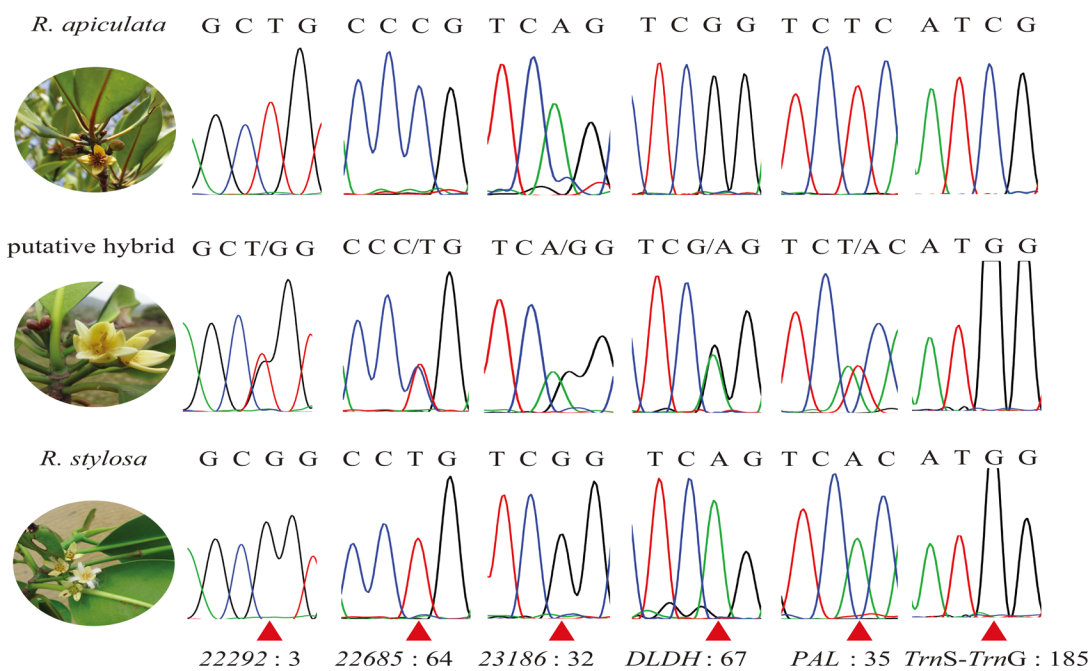 R. apiculata G C T G C C C G T C A G T C G G T C T C A T C G
putative hybrid G C T/G G C C C/T G T C A/G G T C G/A G T C T/A C A T G G
R. stylosa G C G G C C T G T C G G T C A G T C A C A T G G
22292 : 3 22685 : 64 23186 : 32 DLDH : 67 PAL : 35 TrnS-TrnG : 185